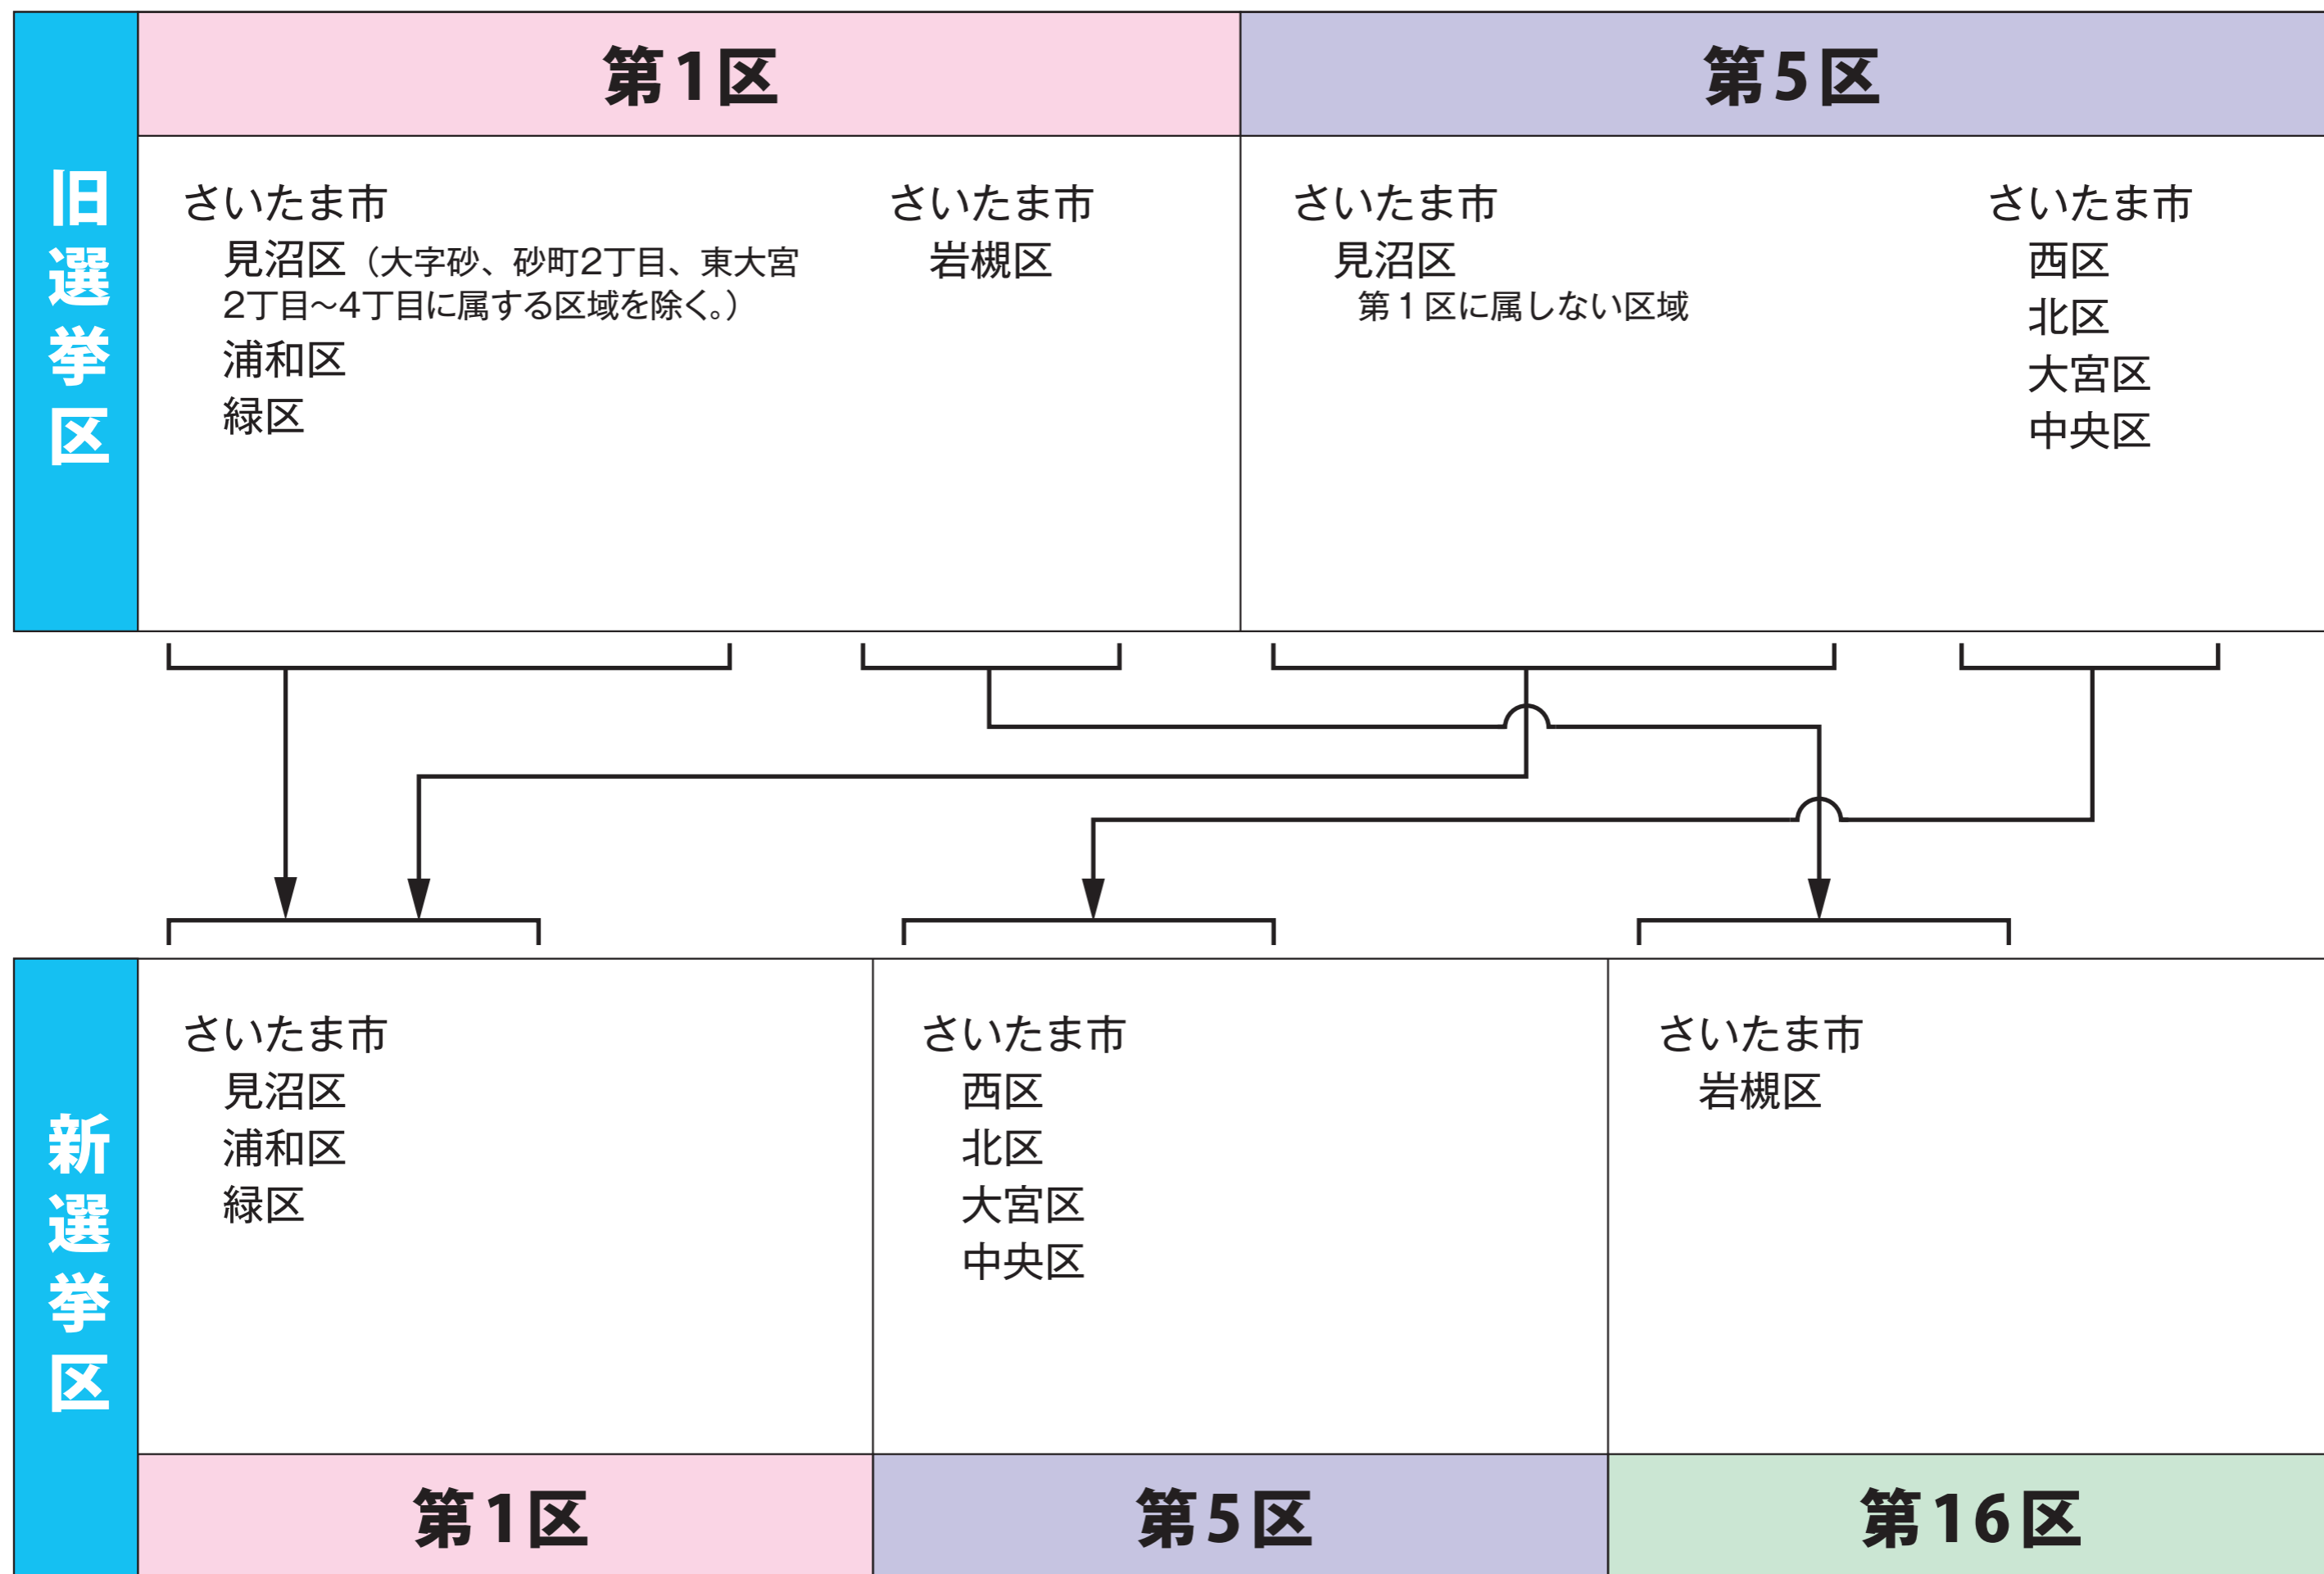 旧選挙区
第1区
さいたま市
見沼区（大字砂、砂町2丁目、東大宮
2丁目〜4丁目に属する区域を除く。）
浦和区
緑区
さいたま市
岩槻区
第5区
さいたま市
見沼区
第１区に属しない区域
さいたま市
西区
北区
大宮区
中央区
新選挙区
さいたま市
見沼区
浦和区
緑区
第1区
さいたま市
西区
北区
大宮区
中央区
第5区
さいたま市
岩槻区
第16区